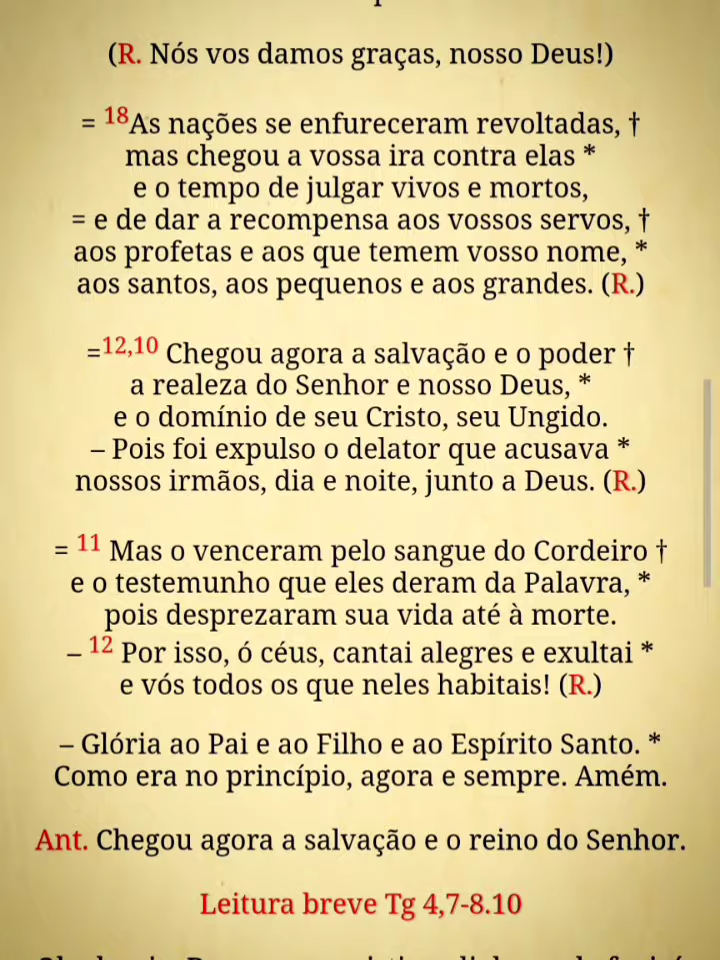 (R. Nós vos damos graças, nosso Deus!)
= 18As nações se enfureceram revoltadas, †
mas chegou a vossa ira contra elas *
e o tempo de julgar vivos e mortos,
= e de dar a recompensa aos vossos servos, †
aos profetas e aos que temem vosso nome, *
aos santos, aos pequenos e aos grandes. (R.)
=12,10 Chegou agora a salvação e o poder †
a realeza do Senhor e nosso Deus, *
e o domínio de seu Cristo, seu Ungido.
– Pois foi expulso o delator que acusava *
nossos irmãos, dia e noite, junto a Deus. (R.)
= 11 Mas o venceram pelo sangue do Cordeiro †
e o testemunho que eles deram da Palavra, *
pois desprezaram sua vida até à morte.
– 12 Por isso, ó céus, cantai alegres e exultai *
e vós todos os que neles habitais! (R.)
– Glória ao Pai e ao Filho e ao Espírito Santo. *
Como era no princípio, agora e sempre. Amém.
Ant. Chegou agora a salvação e o reino do Senhor.
Leitura breve Tg 4,7-8.10